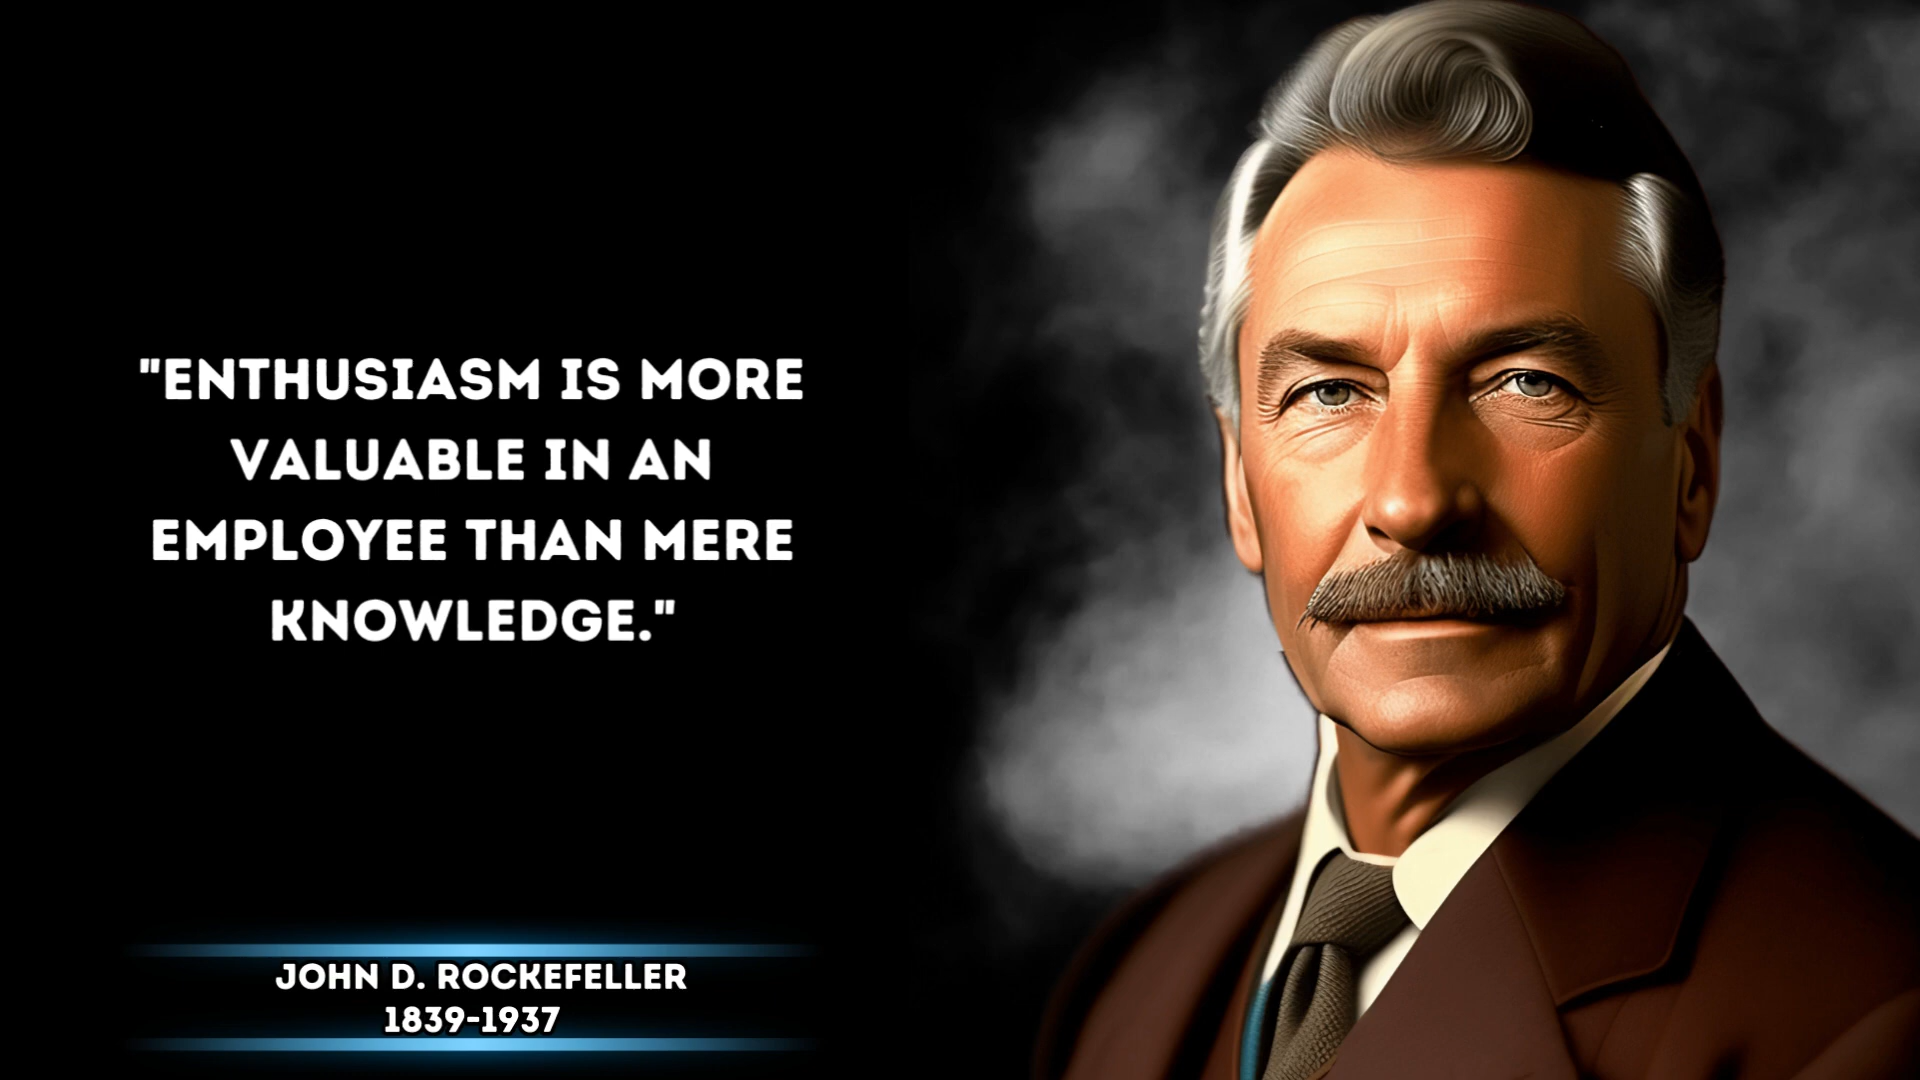 "ENTHUSIASM IS MORE
VALUABLE IN AN
EMPLOYEE THAN MERE
KNOWLEDGE."
JOHN D. ROCKEFELLER
1839-1937